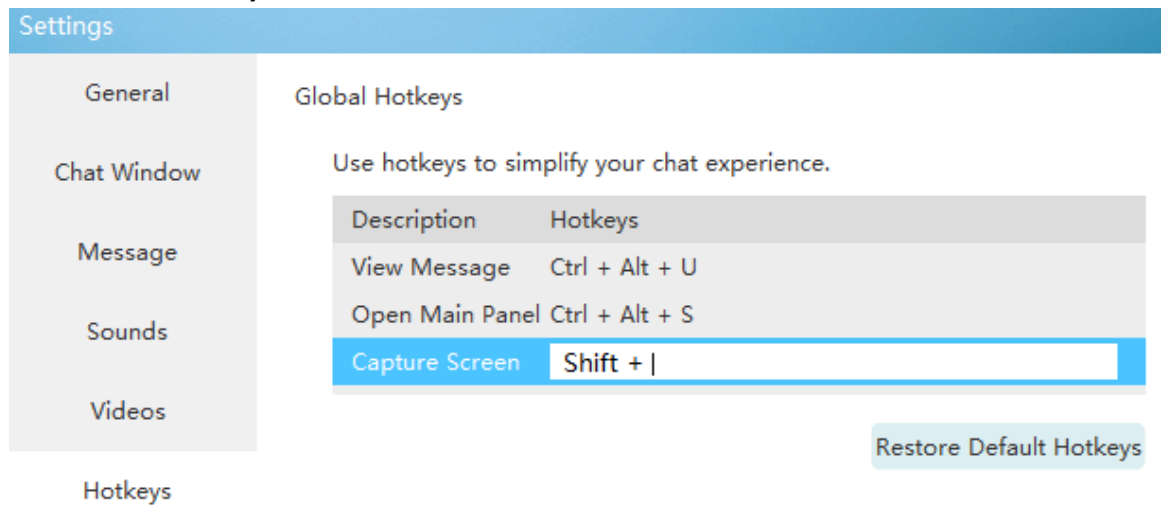 Settings
General
Chat Window
Message
Sounds
Videos
Hotkeys
Global Hotkeys
Use hotkeys to simplify your chat experience.
Description Hotkeys
View Message Ctrl + Alt + U
Open Main Panel Ctrl + Alt + S
Capture Screen Shift + |
Restore Default Hotkeys